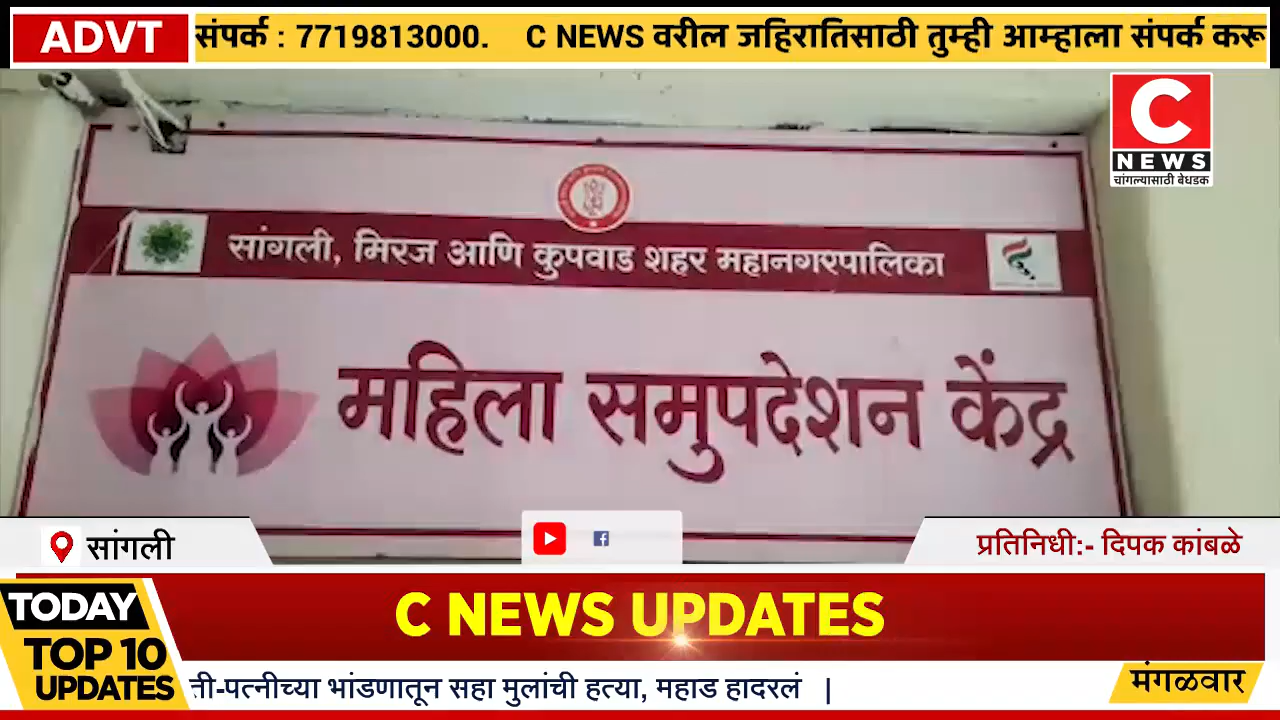 ADVT
संपर्क : 7719813000. C NEWS वरील जहिरातिसाठी तुम्ही आम्हाला संपर्क करू
C
NEWS
चांगल्यासाठी बेधडक
सांगली, मिरज आणि कुपवाड शहर महानगरपालिका
महिला समुपदेशन केंद्र
सांगली
प्रतिनिधी:- दिपक कांबळे
C NEWS UPDATES
TODAY
TOP 10
UPDATES
-पत्नीच्या भांडणातून सहा मुलांची हत्या, महाड हादरलं |
मंगळवार